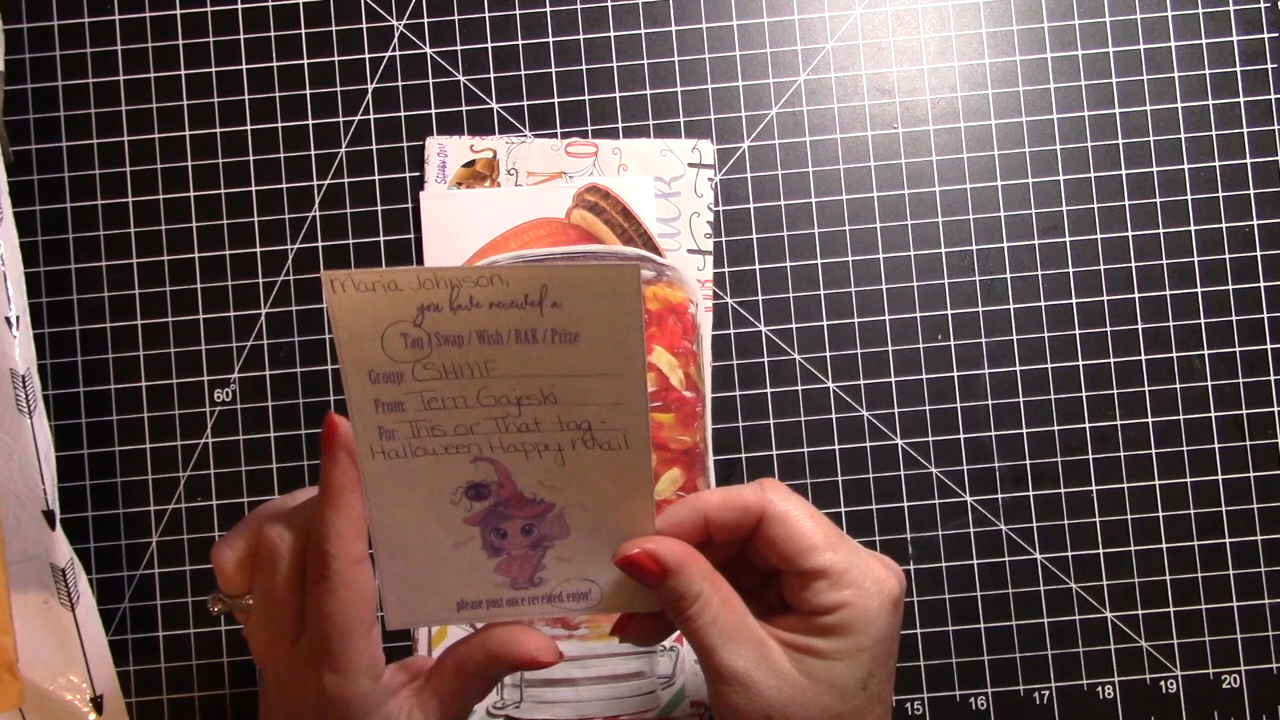 Maria Johnson,
you have received a
Tag / Swap / Wish / RAK / Prize
Group: CSHMF
From: Terri Gajeski
For: This or That tag -
Halloween Happy Mail
please post once received, enjoy!
60°
15 16 17 18 19 20